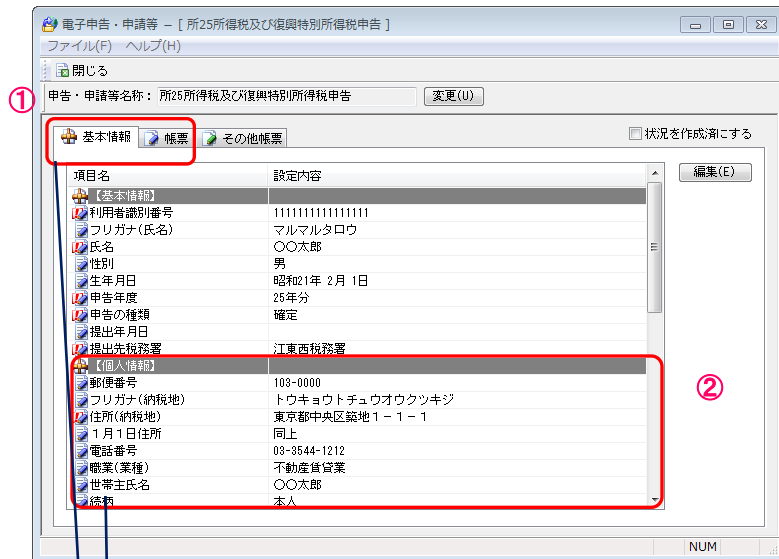 電子申告・申請等 － [ 所25所得税及び復興特別所得税申告 ]
ファイル(F) ヘルプ(H)
閉じる
① 申告・申請等名称： 所25所得税及び復興特別所得税申告 変更(U)
基本情報 帳票 その他帳票 状況を作成済にする
項目名 設定内容 編集(E)
【基本情報】
利用者識別番号 1111111111111111
フリガナ(氏名) マルマルタロウ
氏名 ○○太郎
性別 男
生年月日 昭和21年 2月 1日
申告年度 25年分
申告の種類 確定
提出年月日
提出先税務署 江東西税務署
【個人情報】
②
郵便番号 103-0000
フリガナ(納税地) トウキョウトチュウオウクツキジ
住所(納税地) 東京都中央区築地１－１－１
１月１日住所 同上
電話番号 03-3544-1212
職業(業種) 不動産賃貸業
世帯主氏名 ○○太郎
続柄 本人
NUM